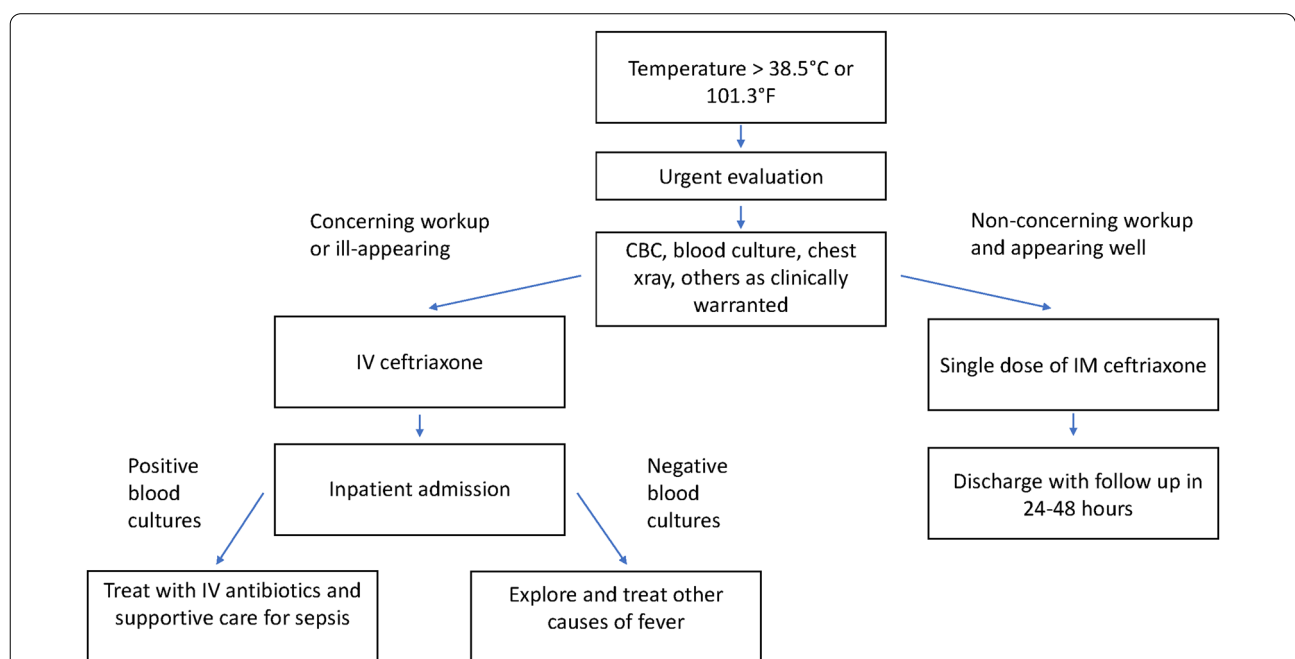 Temperature > 38.5°C or
101.3°F
Urgent evaluation
Concerning workup
or ill-appearing
Non-concerning workup
and appearing well
CBC, blood culture, chest
xray, others as clinically
warranted
IV ceftriaxone
Single dose of IM ceftriaxone
Positive
blood
cultures
Inpatient admission
Negative
blood
cultures
Discharge with follow up in
24-48 hours
Treat with IV antibiotics and
supportive care for sepsis
Explore and treat other
causes of fever